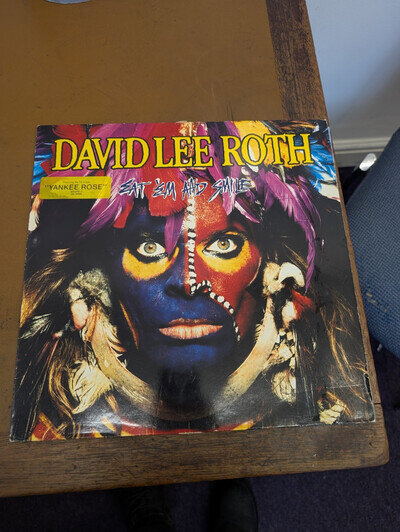 DAVID LEE ROTH
EAT 'EM AND SMILE
"YANKEE ROSE"